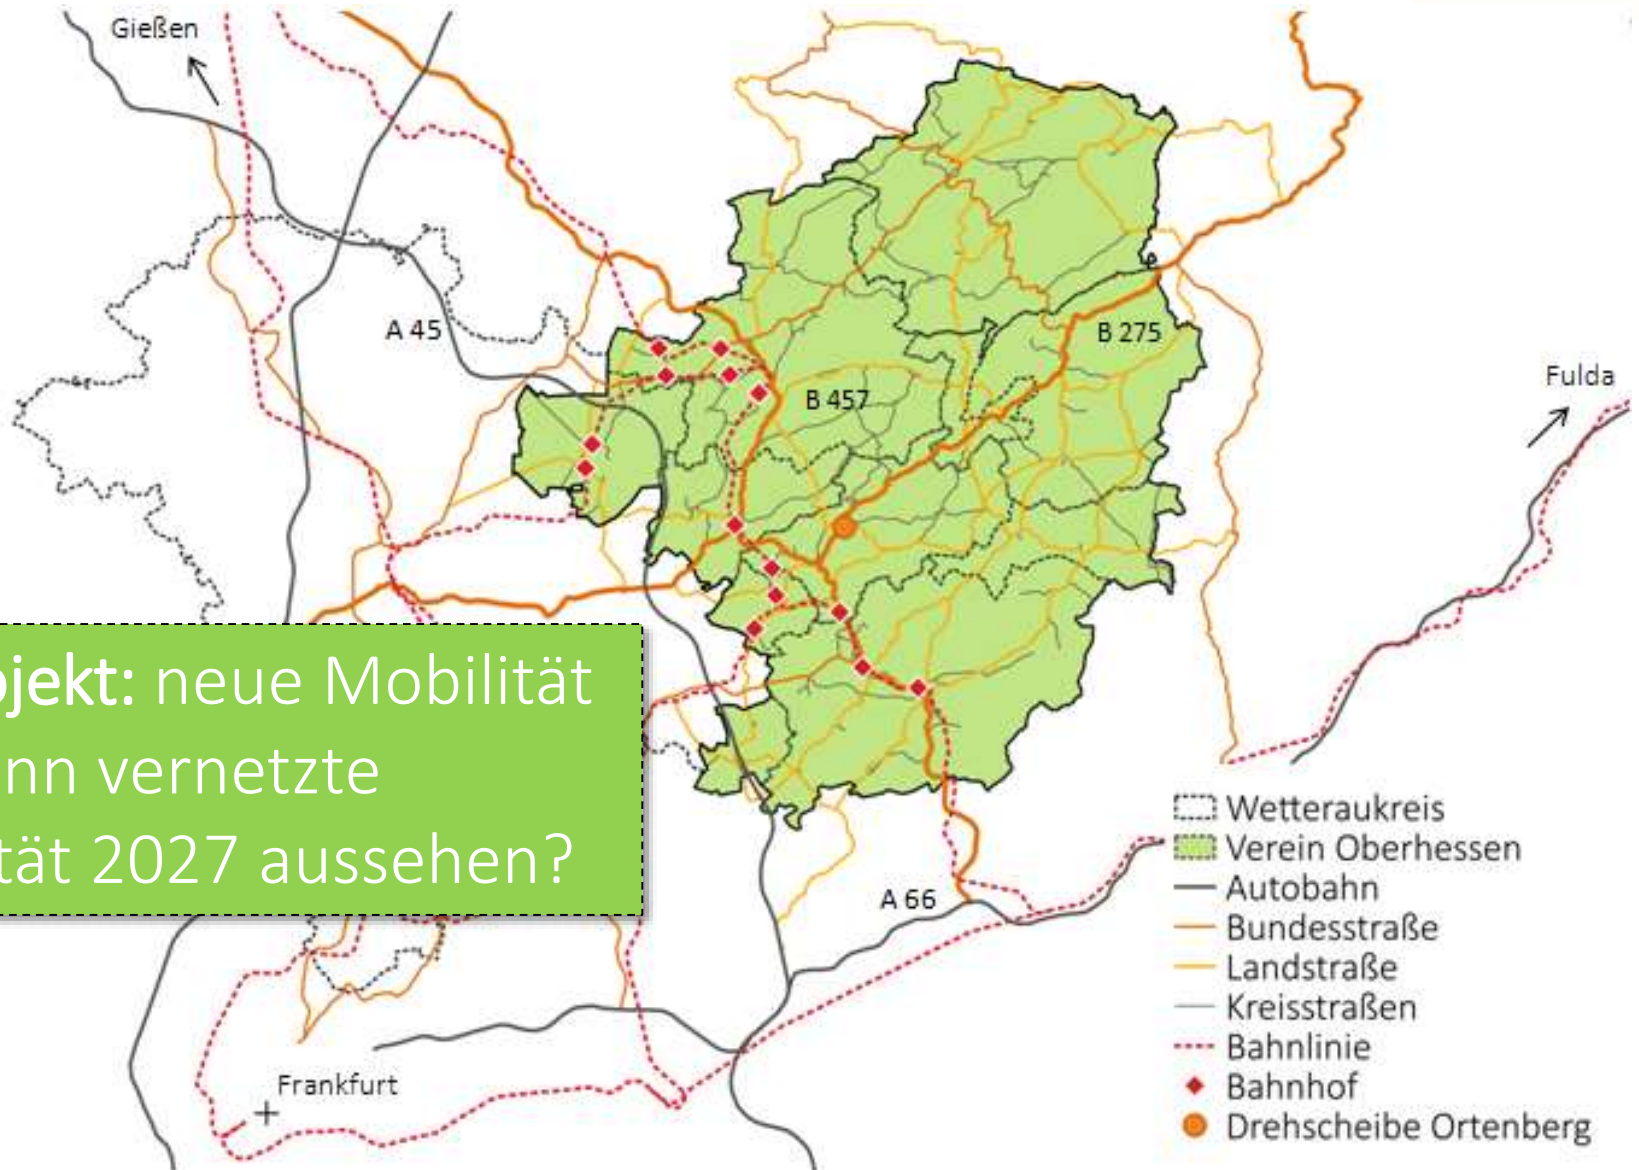 Gießen
A 45
B 275
B 457
Fulda
jekt: neue Mobilität
nn vernetzte
tät 2027 aussehen?
A 66
Frankfurt
Wetteraukreis
Verein Oberhessen
Autobahn
Bundesstraße
Landstraße
Kreisstraßen
Bahnlinie
Bahnhof
Drehscheibe Ortenberg